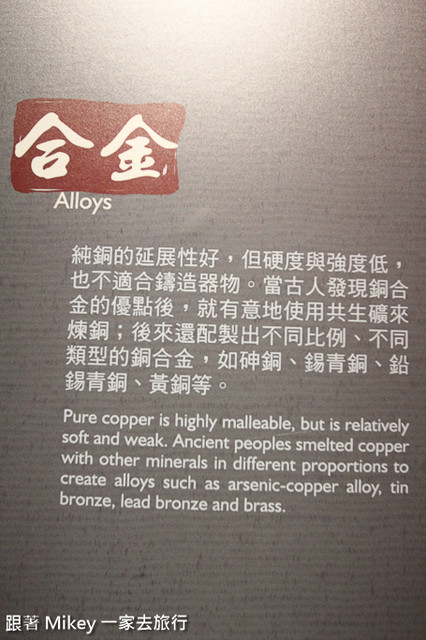 合金
Alloys
純銅的延展性好，但硬度與強度低，
也不適合鑄造器物。當古人發現銅合
金的優點後，就有意地使用共生礦來
煉銅；後來還配製出不同比例、不同
類型的銅合金，如砷銅、錫青銅、鉛
錫青銅、黃銅等。
Pure copper is highly malleable, but is relatively
soft and weak. Ancient peoples smelted copper
with other minerals in different proportions to
create alloys such as arsenic-copper alloy, tin
bronze, lead bronze and brass.
跟著 Mikey 一家去旅行